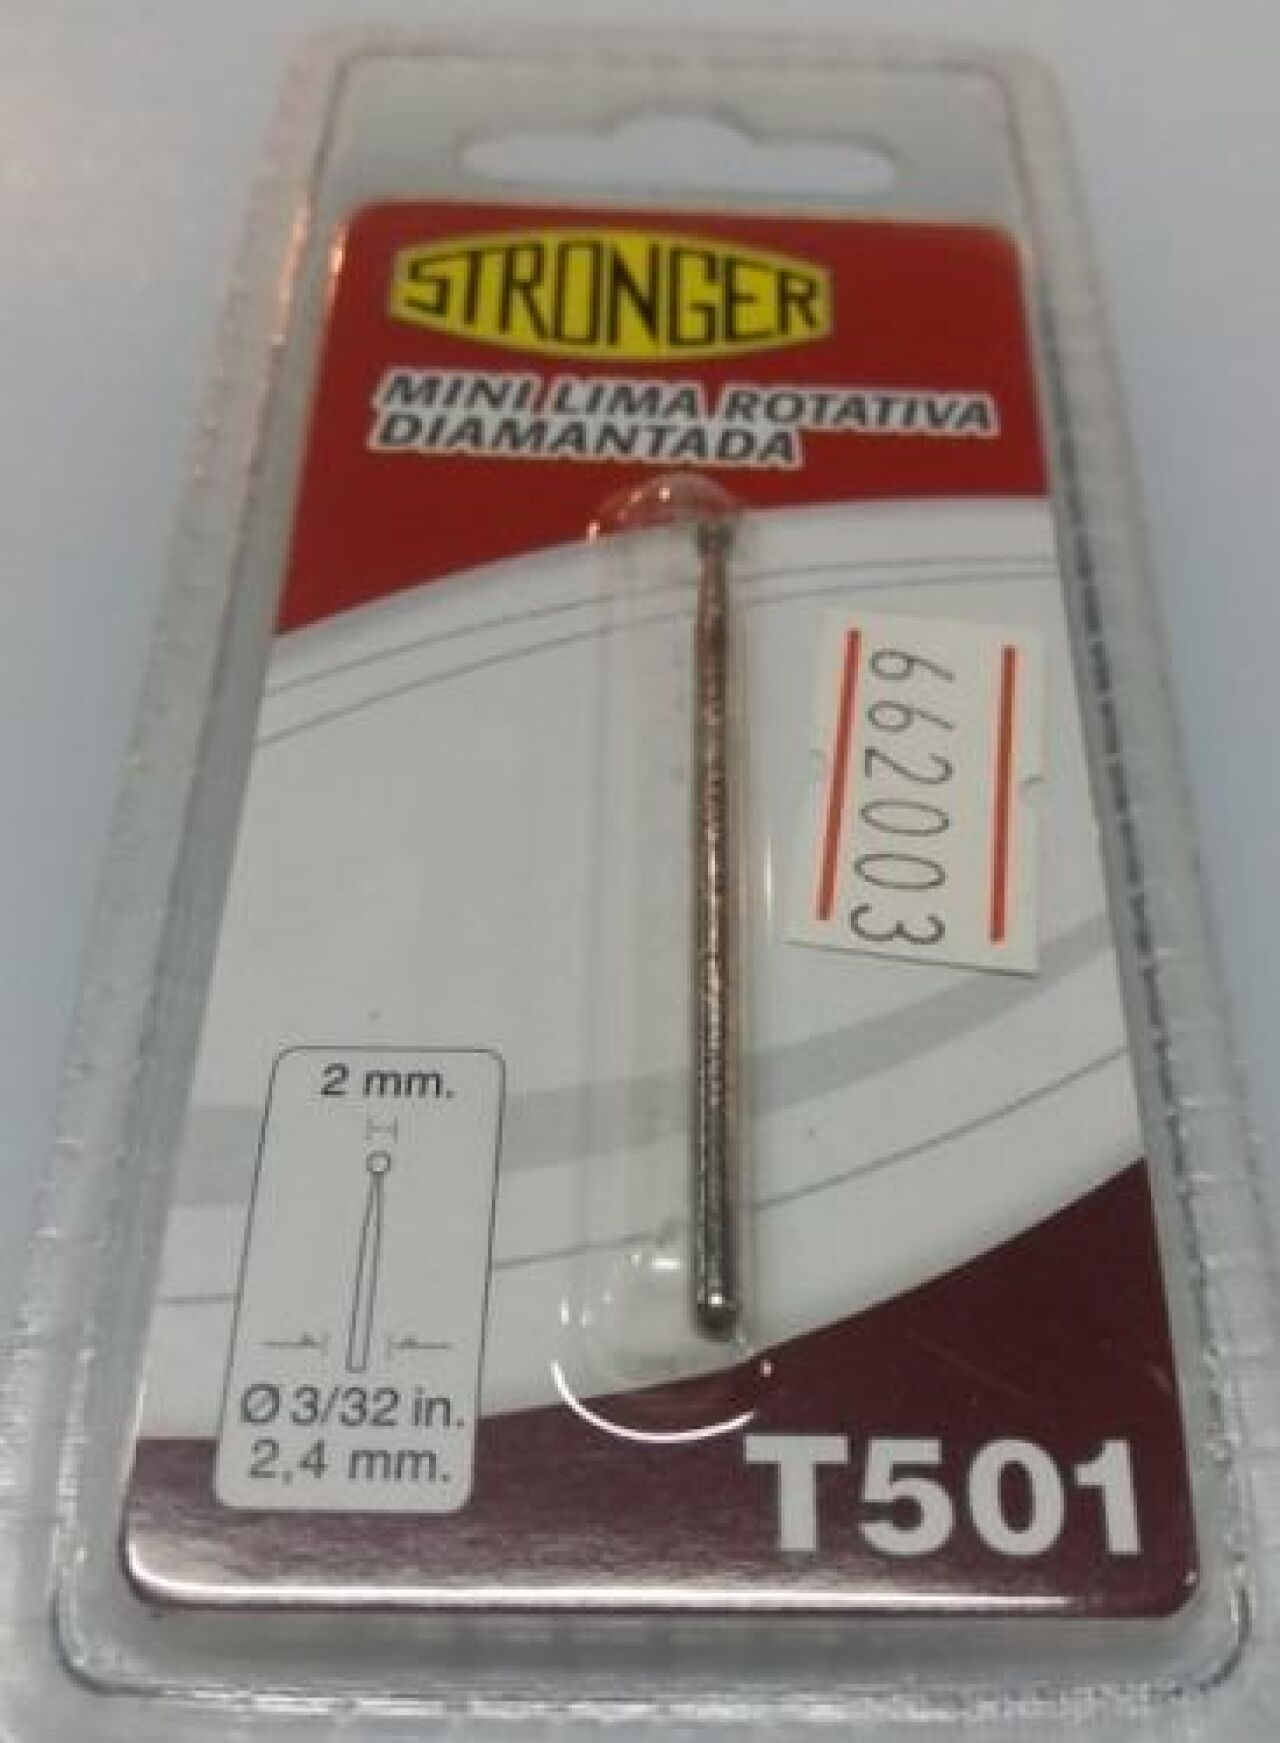 STRONGER
MINI LIMA ROTATIVA
DIAMANTADA
662003
2 mm.
Ø 3/32 in.
2,4 mm.
T501